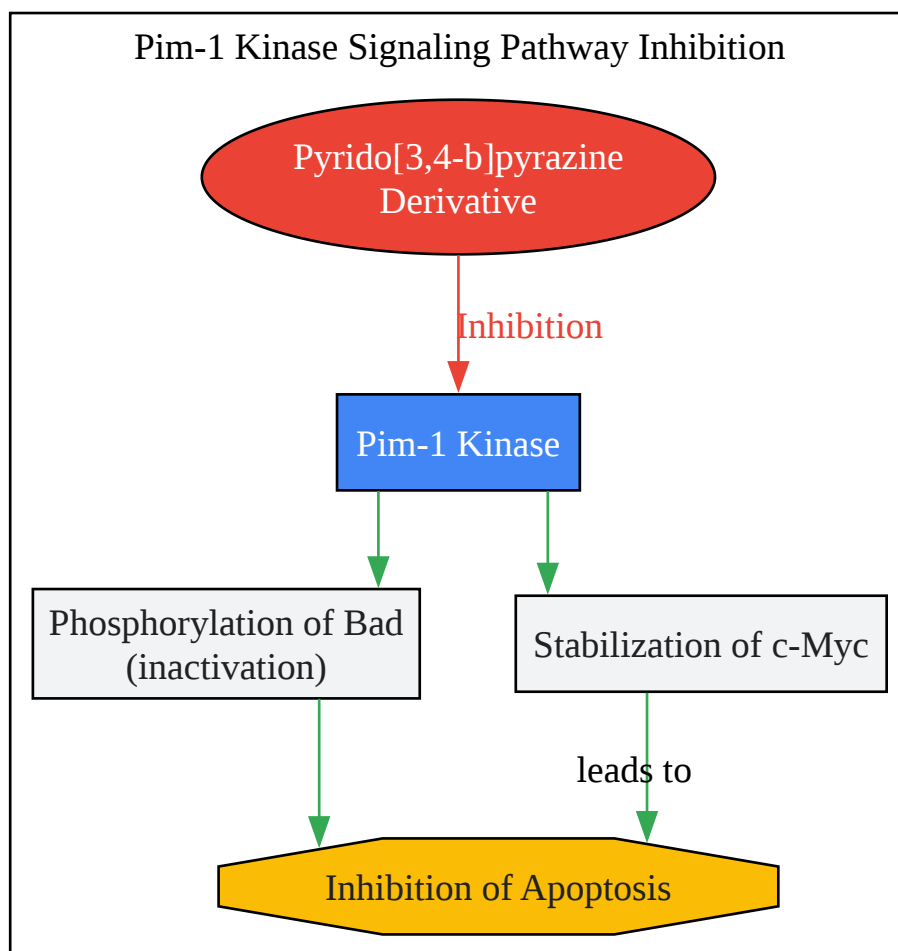 Pim-1 Kinase Signaling Pathway Inhibition
Pyrido[3,4-b]pyrazine
Derivative
Inhibition
Pim-1 Kinase
Phosphorylation of Bad
(inactivation)
Stabilization of c-Myc
leads to
Inhibition of Apoptosis